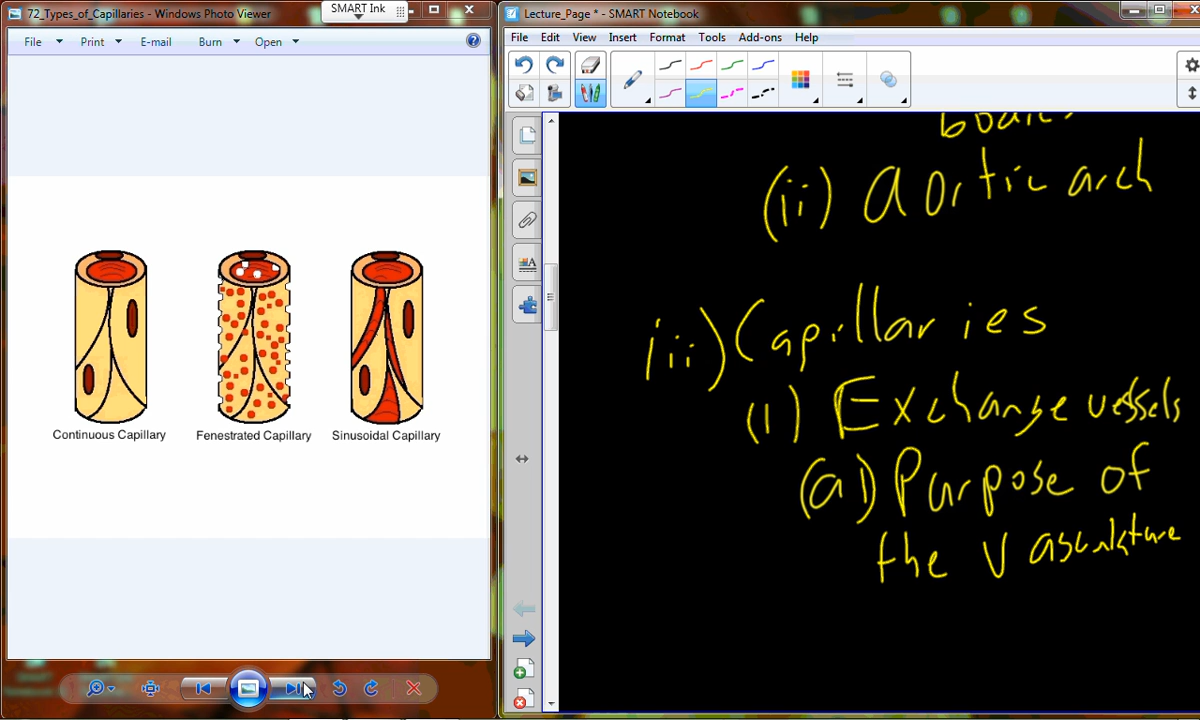 72_Types_of_Capillaries - Windows Photo Viewer
SMART Ink
File Print E-mail Burn Open
Continuous Capillary Fenestrated Capillary Sinusoidal Capillary
Lecture_Page * - SMART Notebook
File Edit View Insert Format Tools Add-ons Help
(ii) Aortic arch
iii) Capillaries
(1) Exchange vessels
(a) Purpose of
the vasculature